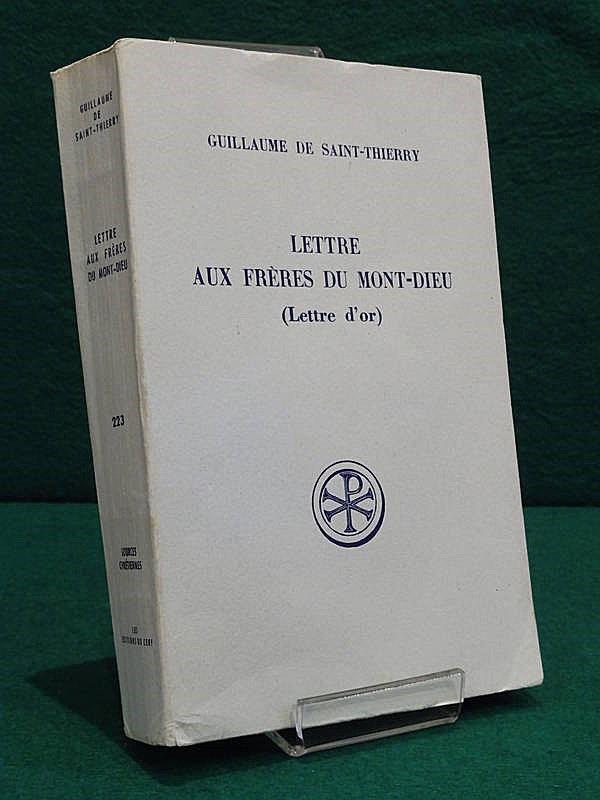 GUILLAUME DE SAINT-THIERRY
LETTRE
AUX FRÈRES DU MONT-DIEU
(Lettre d'or)
GUILLAUME
DE
SAINT-THIERRY
LETTRE
AUX FRÈRES
DU MONT-DIEU
223
SOURCES
CHRÉTIENNES
LES
ÉDITIONS DU CERF